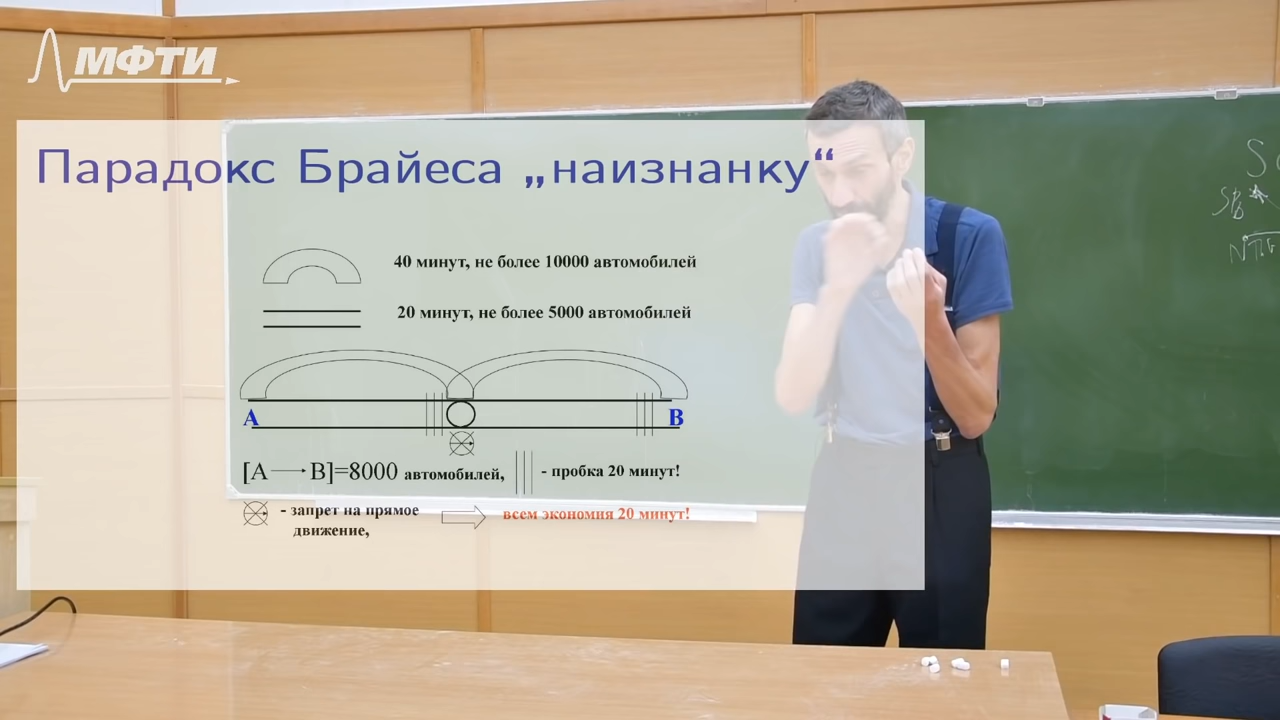 МФТИ
Парадокс Брайеса „наизнанку“
40 минут, не более 10000 автомобилей
20 минут, не более 5000 автомобилей
A B
[A → B]=8000 автомобилей, - пробка 20 минут!
- запрет на прямое движение, всем экономия 20 минут!